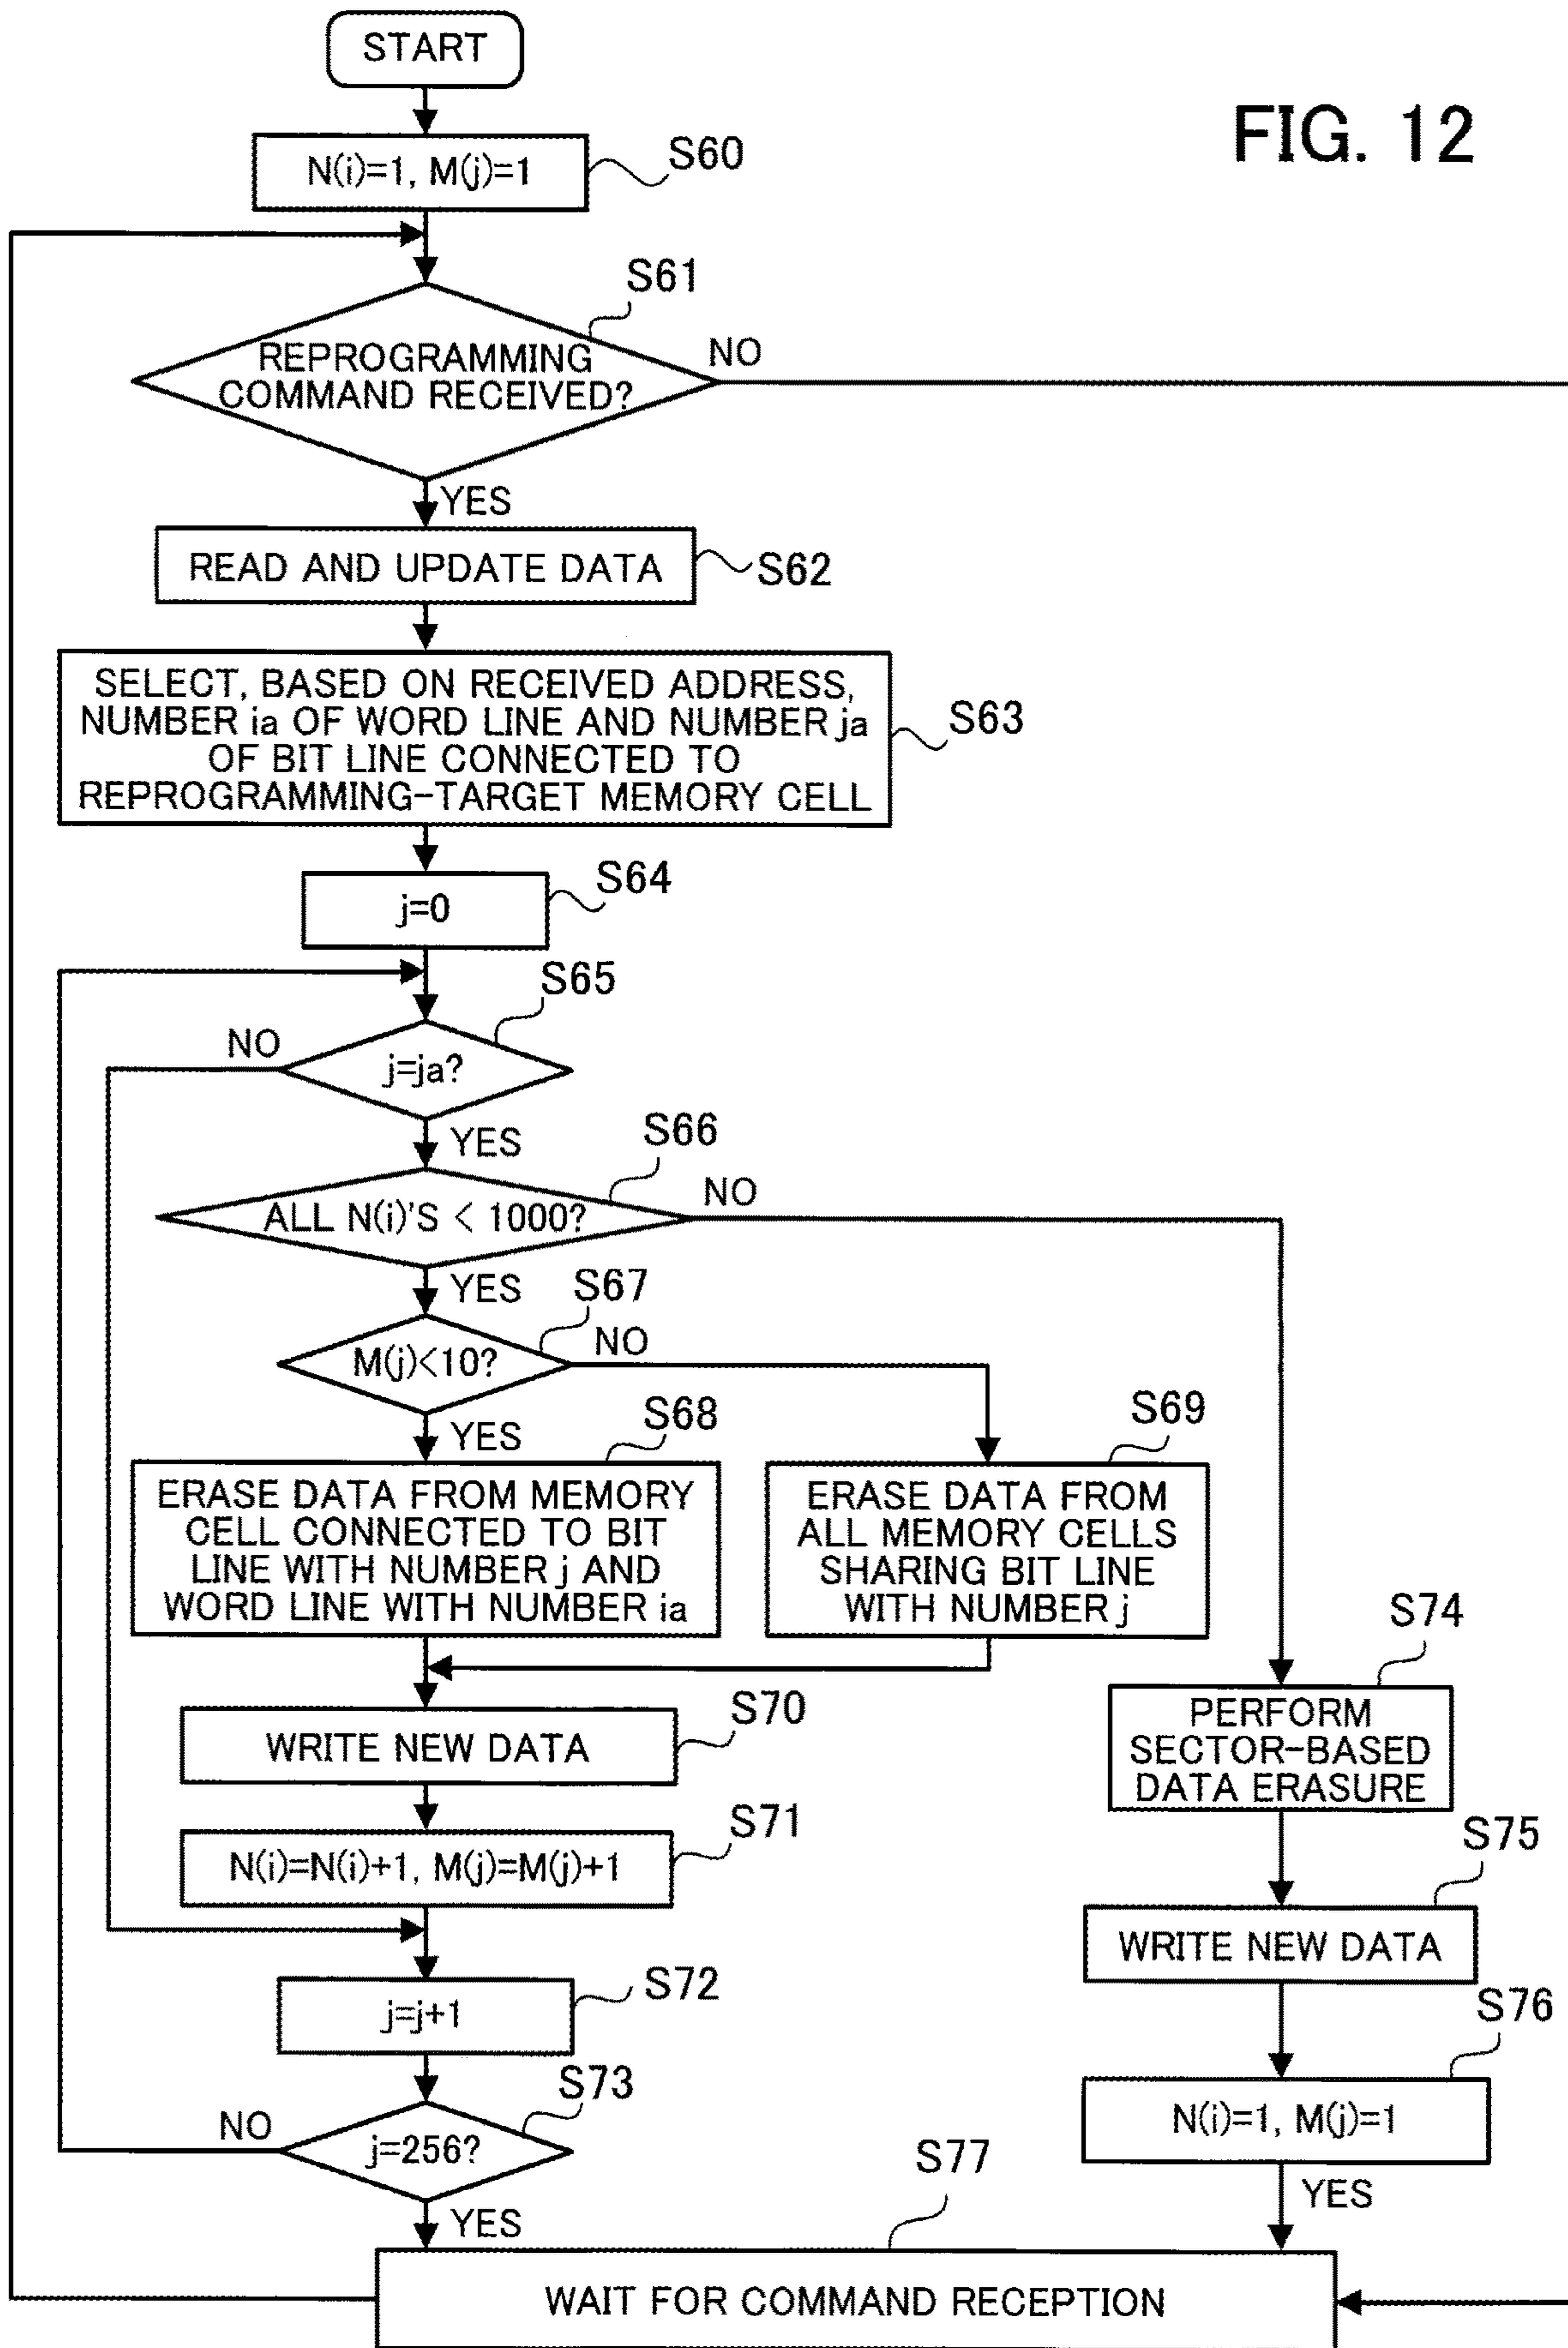 START
FIG. 12
N(i)=1, M(j)=1
S60
S61
REPROGRAMMING
COMMAND RECEIVED?
NO
YES
READ AND UPDATE DATA
S62
SELECT, BASED ON RECEIVED ADDRESS,
NUMBER ia OF WORD LINE AND NUMBER ja
OF BIT LINE CONNECTED TO
REPROGRAMMING-TARGET MEMORY CELL
S63
S64
j=0
S65
NO
j=ja?
YES
S66
ALL N(i)'S < 1000?
NO
YES
S67
M(j)<10?
NO
YES
S68
ERASE DATA FROM MEMORY
CELL CONNECTED TO BIT
LINE WITH NUMBER j AND
WORD LINE WITH NUMBER ia
S69
ERASE DATA FROM
ALL MEMORY CELLS
SHARING BIT LINE
WITH NUMBER j
S70
WRITE NEW DATA
S71
N(i)=N(i)+1, M(j)=M(j)+1
S72
j=j+1
S73
NO
j=256?
YES
S74
PERFORM
SECTOR-BASED
DATA ERASURE
S75
WRITE NEW DATA
S76
N(i)=1, M(j)=1
YES
S77
WAIT FOR COMMAND RECEPTION